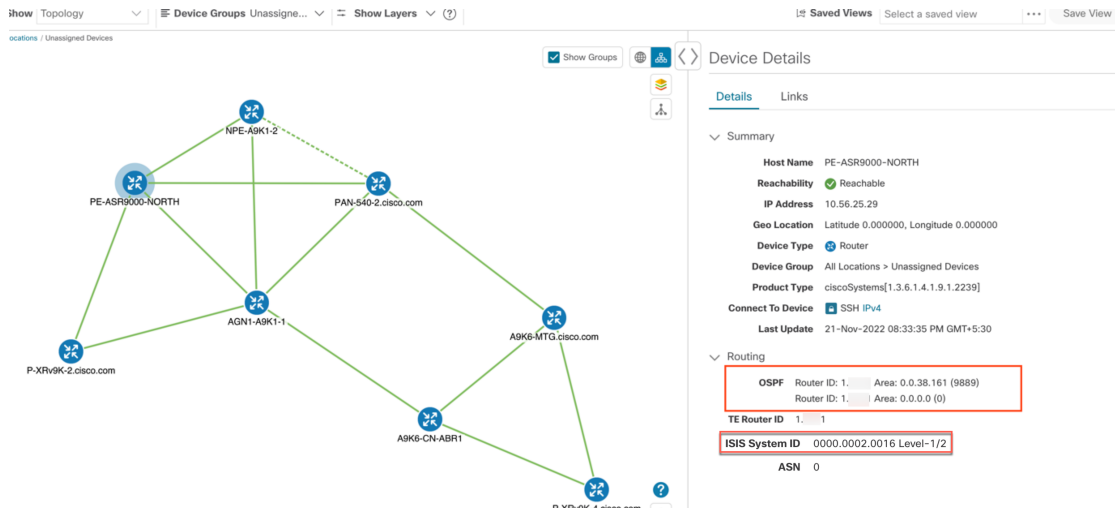 how Topology
Device Groups Unassigne...
Show Layers
Saved Views Select a saved view ... Save View
ocations / Unassigned Devices
Show Groups
Device Details
Details Links
Summary
Host Name PE-ASR9000-NORTH
Reachability Reachable
IP Address 10.56.25.29
Geo Location Latitude 0.000000, Longitude 0.000000
Device Type Router
Device Group All Locations > Unassigned Devices
Product Type ciscoSystems[1.3.6.1.4.1.9.1.2239]
Connect To Device SSH IPv4
Last Update 21-Nov-2022 08:33:35 PM GMT+5:30
Routing
OSPF Router ID: 1. Area: 0.0.38.161 (9889)
Router ID: 1. Area: 0.0.0.0 (0)
TE Router ID 1. 1
ISIS System ID 0000.0002.0016 Level-1/2
ASN 0
NPE-A9K1-2
PE-ASR9000-NORTH
PAN-540-2.cisco.com
AGN1-A9K1-1
A9K6-MTG.cisco.com
P-XRv9K-2.cisco.com
A9K6-CN-ABR1
P-XRv9K-4.cisco.com
?